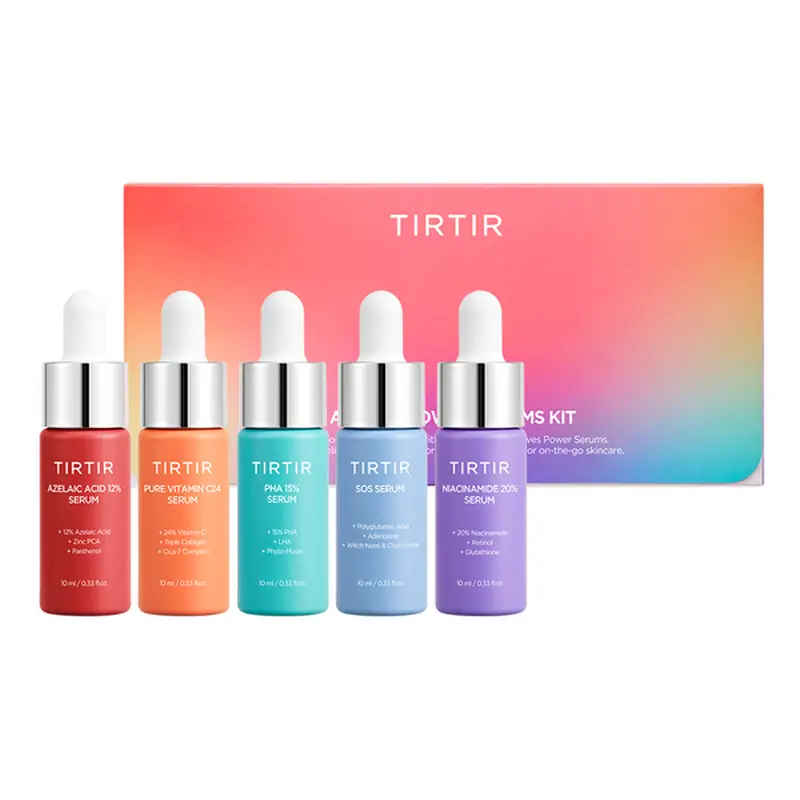 TIRTIR
MS KIT
ves Power Serums.
or on-the-go skincare.
TIRTIR
AZELAIC ACID 12%
SERUM
+ 12% Azelaic Acid
+ Zinc PCA
+ Panthenol
10 ml / 0.33 fl.oz.
TIRTIR
PURE VITAMIN C24
SERUM
+ 24% Vitamin C
+ Triple Collagen
+ Cica-7 Complex
10 ml / 0.33 fl.oz.
TIRTIR
PHA 15%
SERUM
+ 15% PHA
+ LHA
10 ml / 0.33 fl.oz.
TIRTIR
SOS SERUM
+ Polyglutamic Acid
+ Adenosine
+ Witch Hazel & Chamomile
10 ml / 0.33 fl.oz.
TIRTIR
NIACINAMIDE 20%
SERUM
+ 20% Niacinamide
+ Retinol
+ Glutathione
10 ml / 0.33 fl.oz.